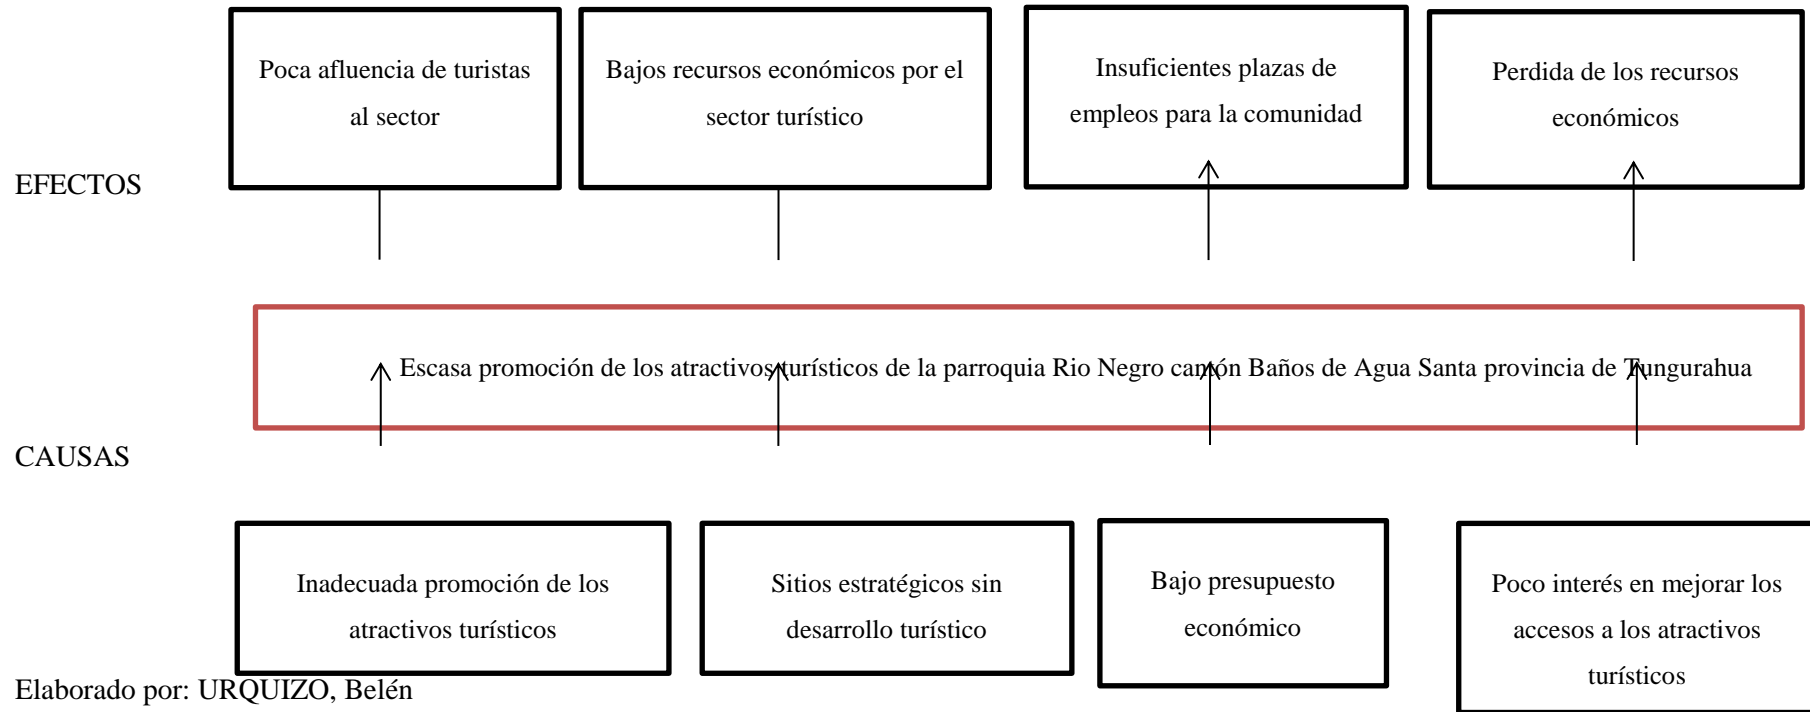 Poca afluencia de turistas
al sector
Bajos recursos económicos por el
sector turístico
Insuficientes plazas de
empleos para la comunidad
Perdida de los recursos
económicos
EFECTOS
Escasa promoción de los atractivos turísticos de la parroquia Rio Negro cantón Baños de Agua Santa provincia de Tungurahua
CAUSAS
Inadecuada promoción de los
atractivos turísticos
Sitios estratégicos sin
desarrollo turístico
Bajo presupuesto
económico
Poco interés en mejorar los
accesos a los atractivos
turísticos
Elaborado por: URQUIZO, Belén